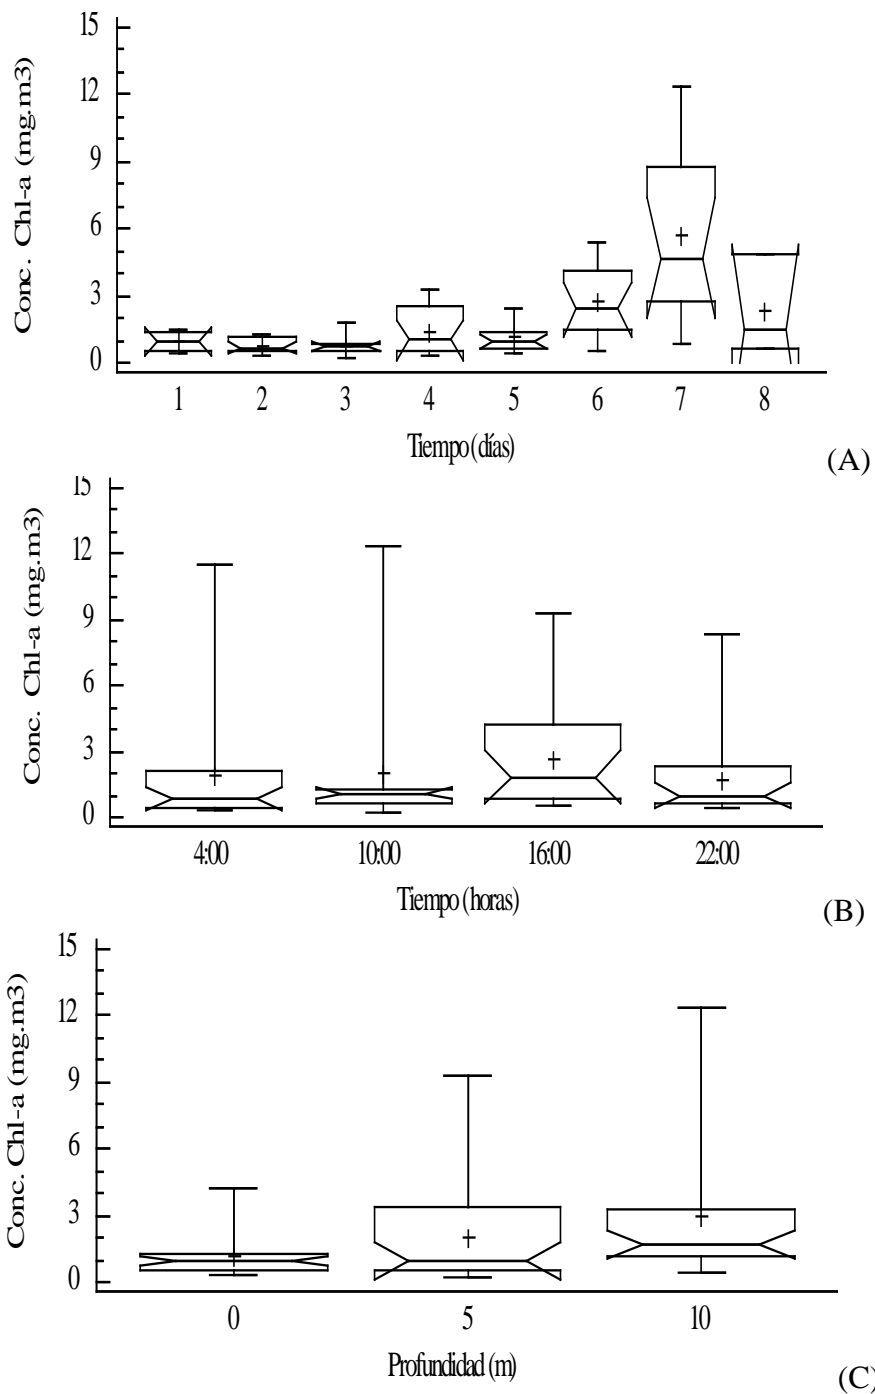 Conc. Chl-a (mg.m3)
15
12
9
6
3
0
1 2 3 4 5 6 7 8
Tiempo (días)
(A)
Conc. Chl-a (mg.m3)
15
12
9
6
3
0
4:00 10:00 16:00 22:00
Tiempo (horas)
(B)
Conc. Chl-a (mg.m3)
15
12
9
6
3
0
0 5 10
Profundidad (m)
(C)